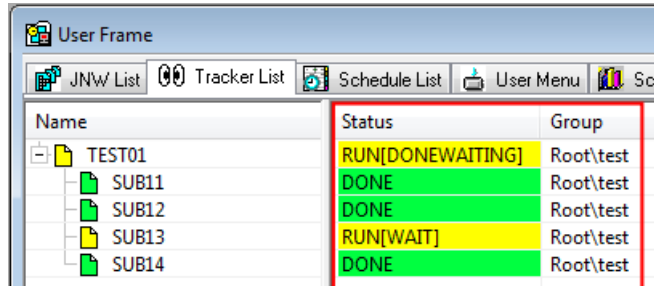 User Frame
JNW List Tracker List Schedule List User Menu Sc
Name Status Group
TEST01 RUN[DONEWAITING] Root\test
SUB11 DONE Root\test
SUB12 DONE Root\test
SUB13 RUN[WAIT] Root\test
SUB14 DONE Root\test